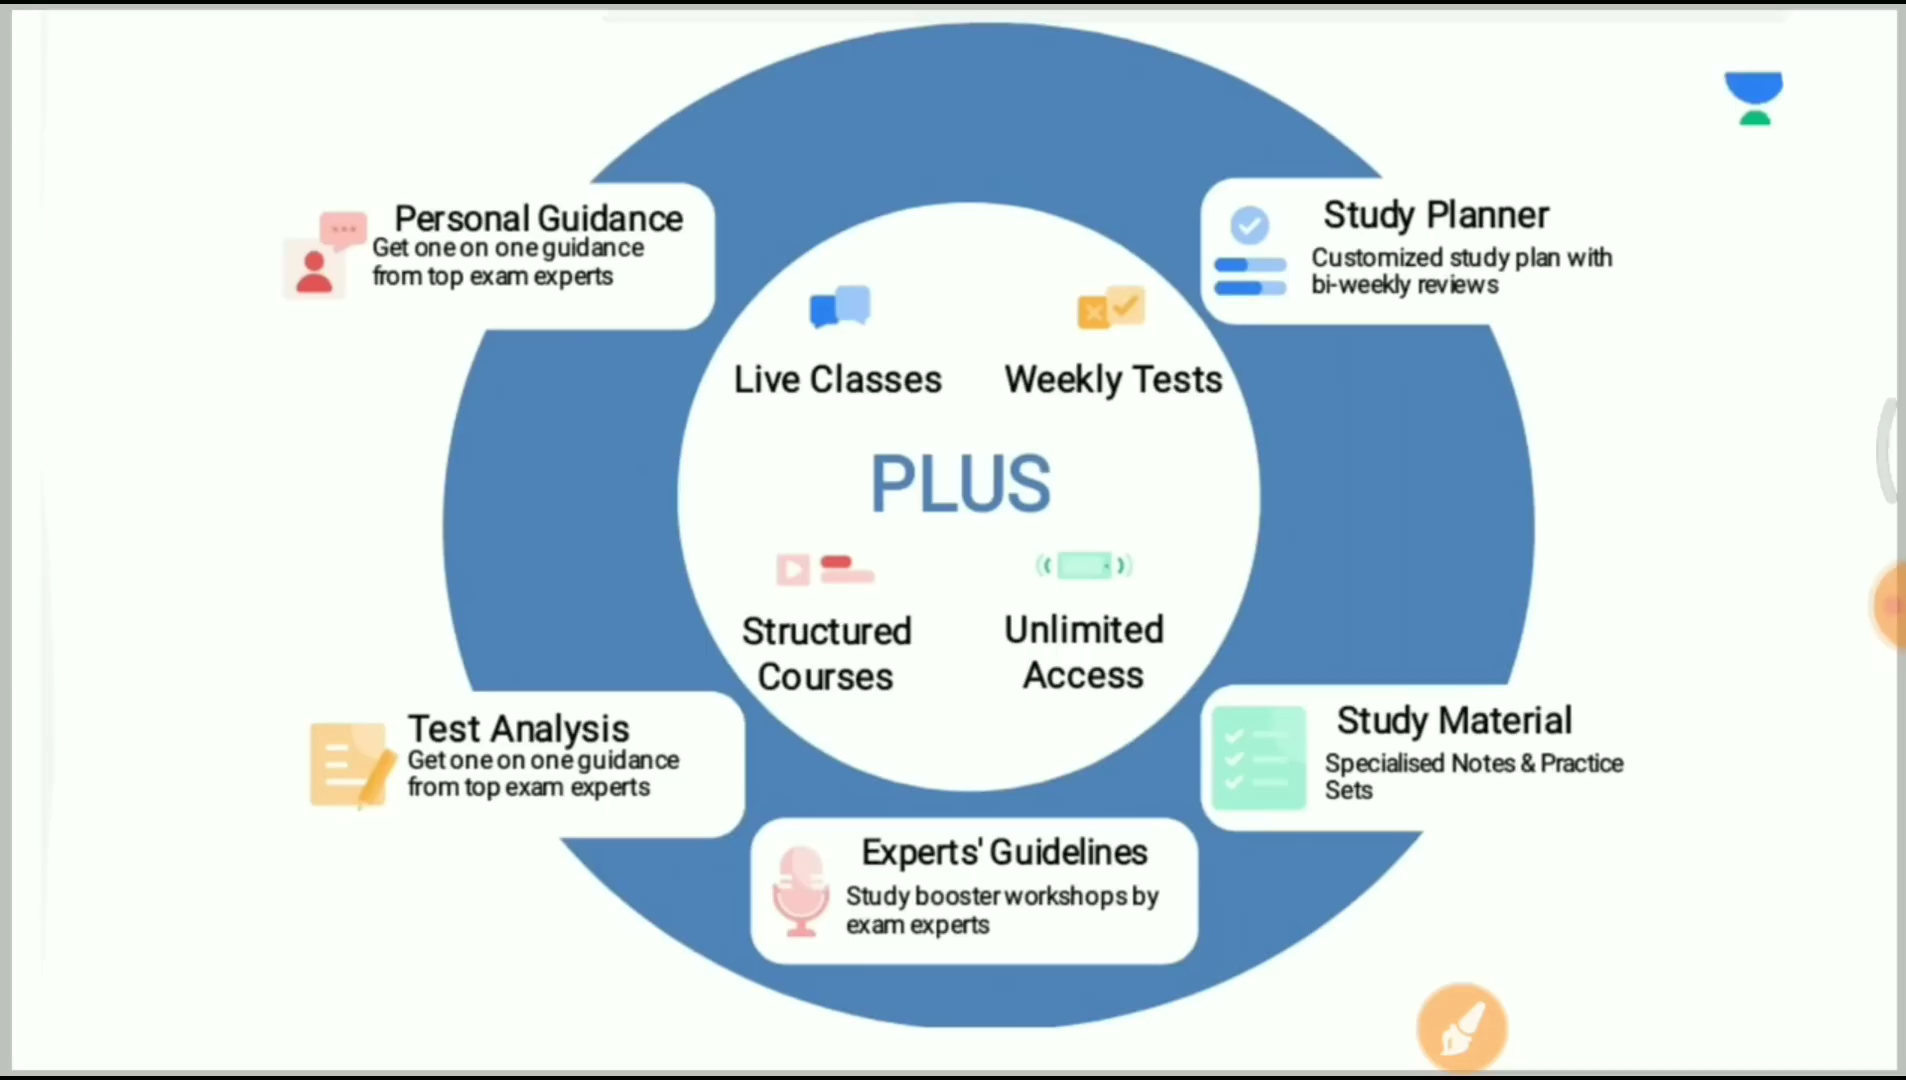 Personal Guidance
Get one on one guidance
from top exam experts
Study Planner
Customized study plan with
bi-weekly reviews
Live Classes
Weekly Tests
PLUS
Structured
Courses
Unlimited
Access
Test Analysis
Get one on one guidance
from top exam experts
Study Material
Specialised Notes & Practice
Sets
Experts' Guidelines
Study booster workshops by
exam experts